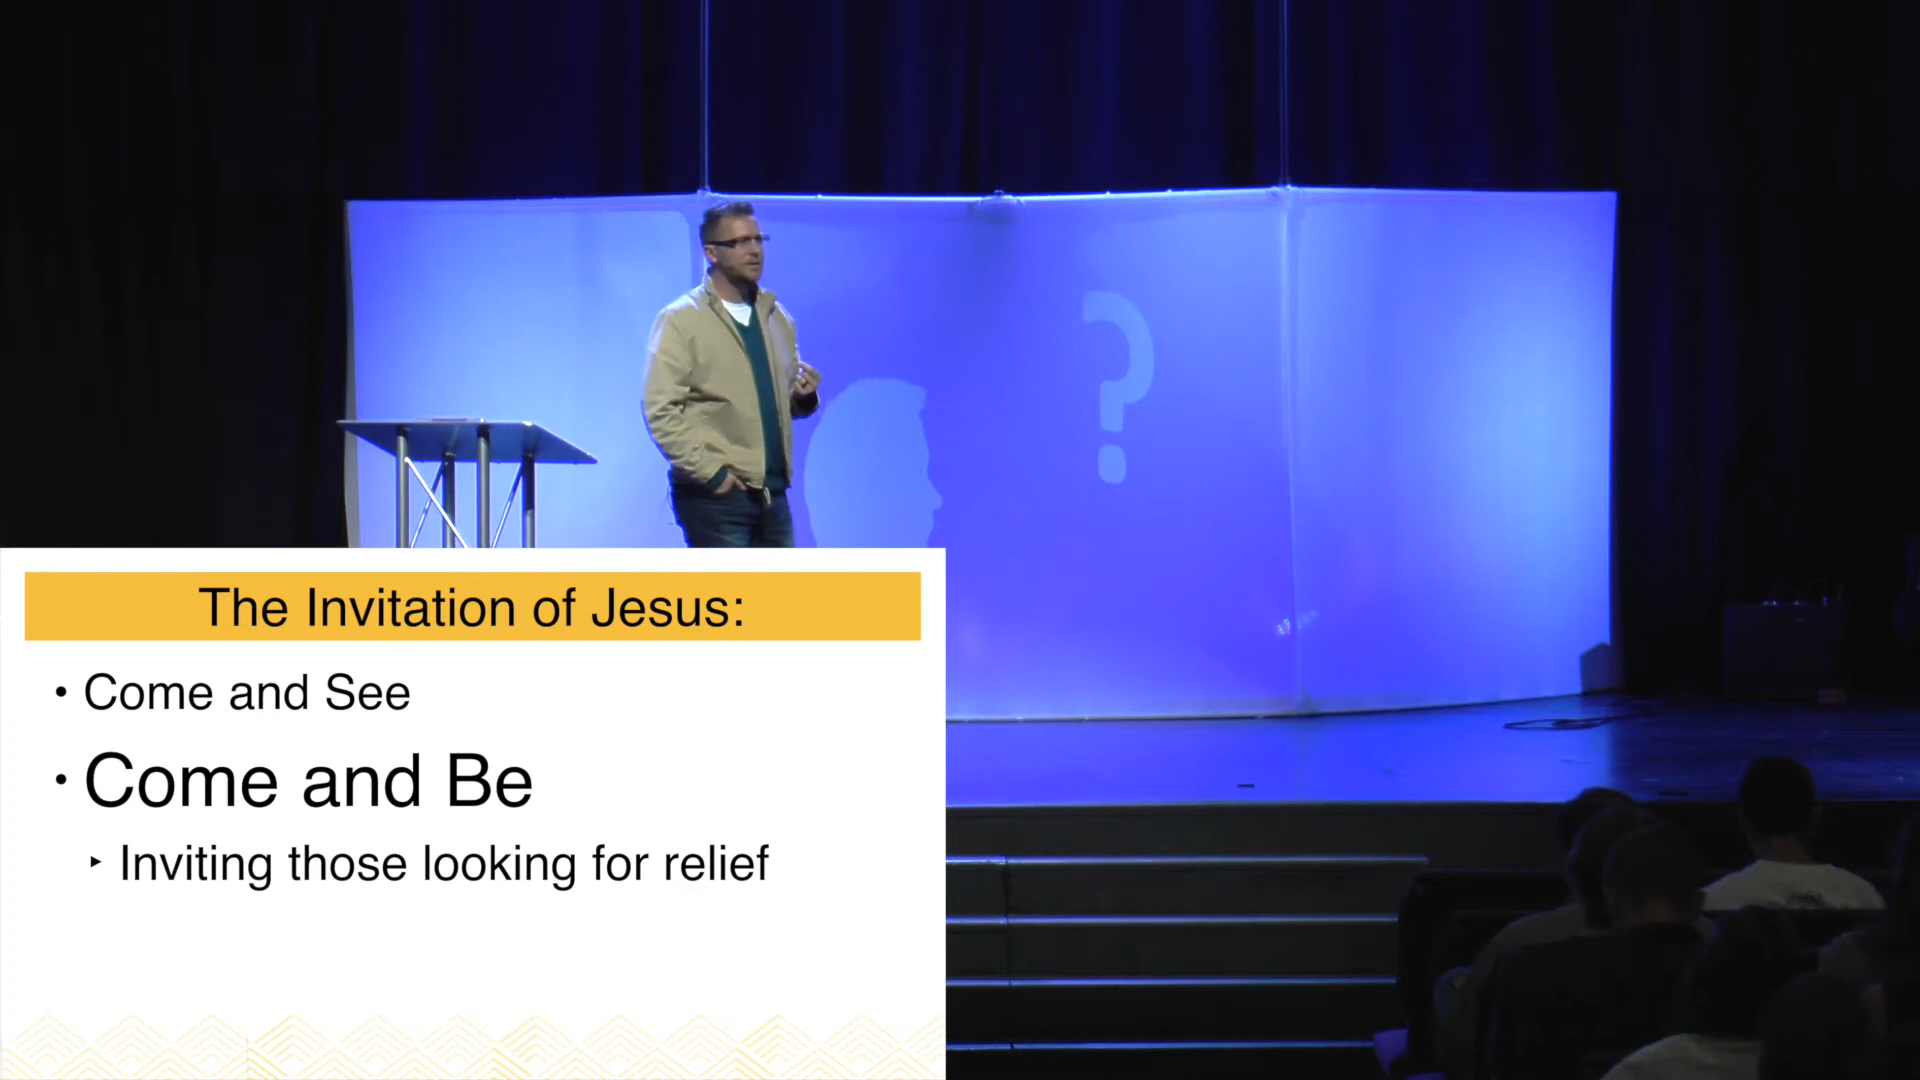 ?
The Invitation of Jesus:
• Come and See
• Come and Be
‣ Inviting those looking for relief